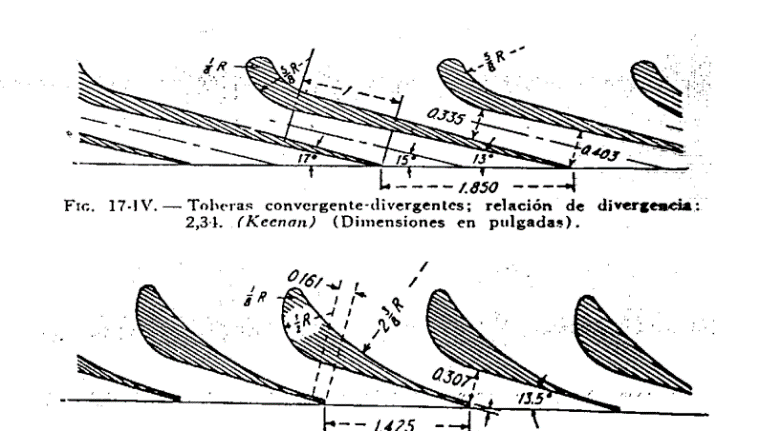 1/8 R
5/8 R
5/8 R
1
0.335
0.403
17°
15°
13°
1.850
FIG. 17-IV. — Toberas convergente-divergentes; relación de divergencia:
2,34. (Keenan) (Dimensiones en pulgadas).
0.161
1/8 R
1/2 R
2 3/8 R
0.307
13.5°
1.425